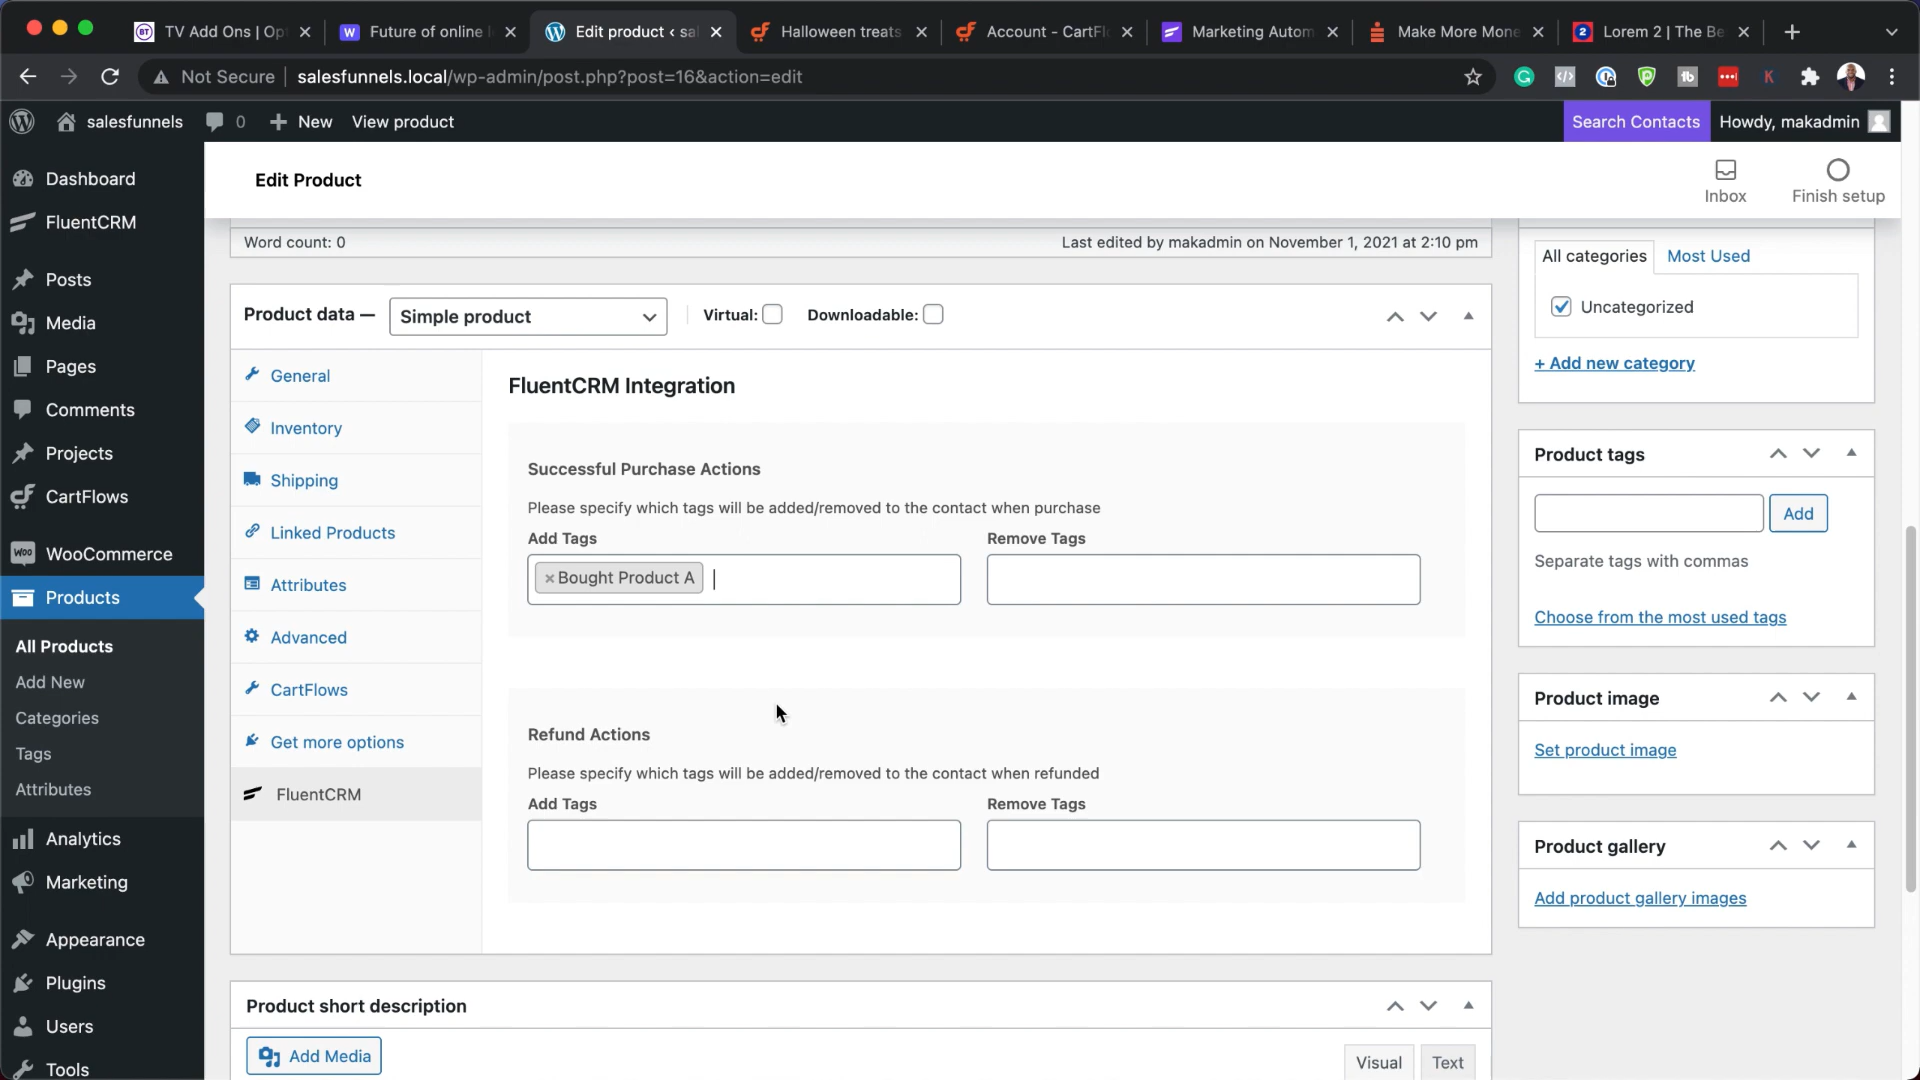 TV Add Ons | Op
Future of online
Edit product ‹ sal
Halloween treats
Account - CartFl
Marketing Autom
Make More Mone
Lorem 2 | The Be
Not Secure
salesfunnels.local/wp-admin/post.php?post=16&action=edit
salesfunnels
0
New
View product
Search Contacts
Howdy, makadmin
Dashboard
FluentCRM
Posts
Media
Pages
Comments
Projects
CartFlows
WooCommerce
Products
All Products
Add New
Categories
Tags
Attributes
Analytics
Marketing
Appearance
Plugins
Users
Tools
Edit Product
Inbox
Finish setup
Word count: 0
Last edited by makadmin on November 1, 2021 at 2:10 pm
Product data —
Simple product
Virtual:
Downloadable:
General
Inventory
Shipping
Linked Products
Attributes
Advanced
CartFlows
Get more options
FluentCRM
FluentCRM Integration
Successful Purchase Actions
Please specify which tags will be added/removed to the contact when purchase
Add Tags
Remove Tags
×Bought Product A
Refund Actions
Please specify which tags will be added/removed to the contact when refunded
Add Tags
Remove Tags
Product short description
Add Media
Visual
Text
All categories
Most Used
Uncategorized
+ Add new category
Product tags
Add
Separate tags with commas
Choose from the most used tags
Product image
Set product image
Product gallery
Add product gallery images